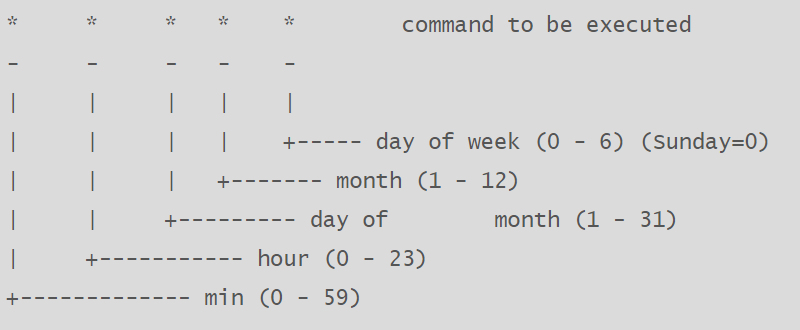 *     *     *   *    *        command to be executed
-     -     -   -    -
|     |     |   |    |
|     |     |   |    +----- day of week (0 - 6) (Sunday=0)
|     |     |   +------- month (1 - 12)
|     |     +--------- day of        month (1 - 31)
|     +----------- hour (0 - 23)
+------------- min (0 - 59)